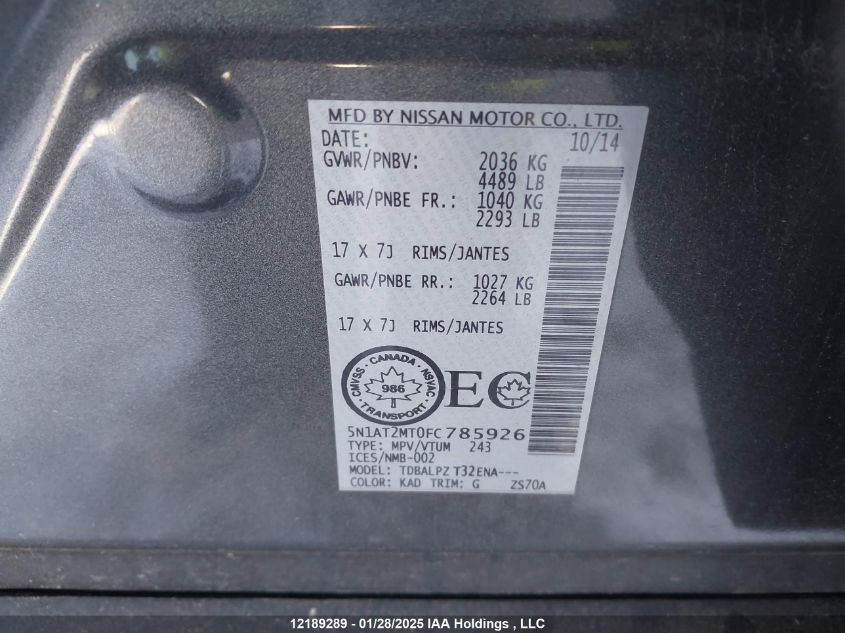 MFD BY NISSAN MOTOR CO., LTD.
DATE: 10/14
GVWR/PNBV: 2036 KG
4489 LB
GAWR/PNBE FR.: 1040 KG
2293 LB
17 X 7J RIMS/JANTES
GAWR/PNBE RR.: 1027 KG
2264 LB
17 X 7J RIMS/JANTES
CANADA
CMVSS NSVAC
986
TRANSPORT
EC
5N1AT2MT0FC785926
TYPE: MPV/VTUM 243
ICES/NMB-002
MODEL: TDBALPZ T32ENA---
COLOR: KAD TRIM: G ZS70A
12189289 - 01/28/2025 IAA Holdings , LLC